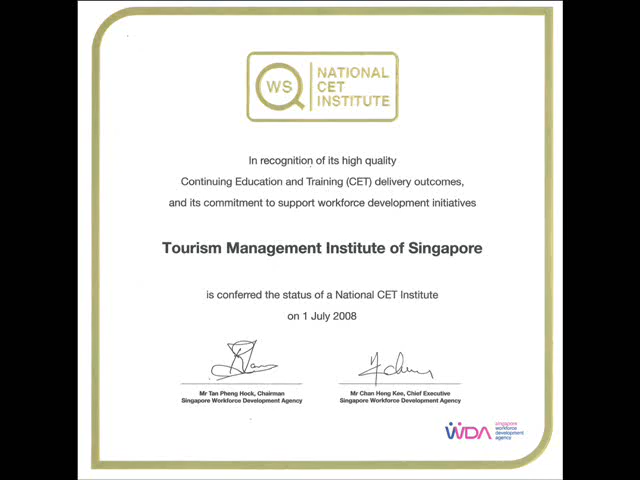 WSQ
NATIONAL
CET
INSTITUTE
In recognition of its high quality
Continuing Education and Training (CET) delivery outcomes,
and its commitment to support workforce development initiatives
Tourism Management Institute of Singapore
is conferred the status of a National CET Institute
on 1 July 2008
Mr Tan Pheng Hock, Chairman
Singapore Workforce Development Agency
Mr Chan Heng Kee, Chief Executive
Singapore Workforce Development Agency
WDA
singapore
workforce
development
agency